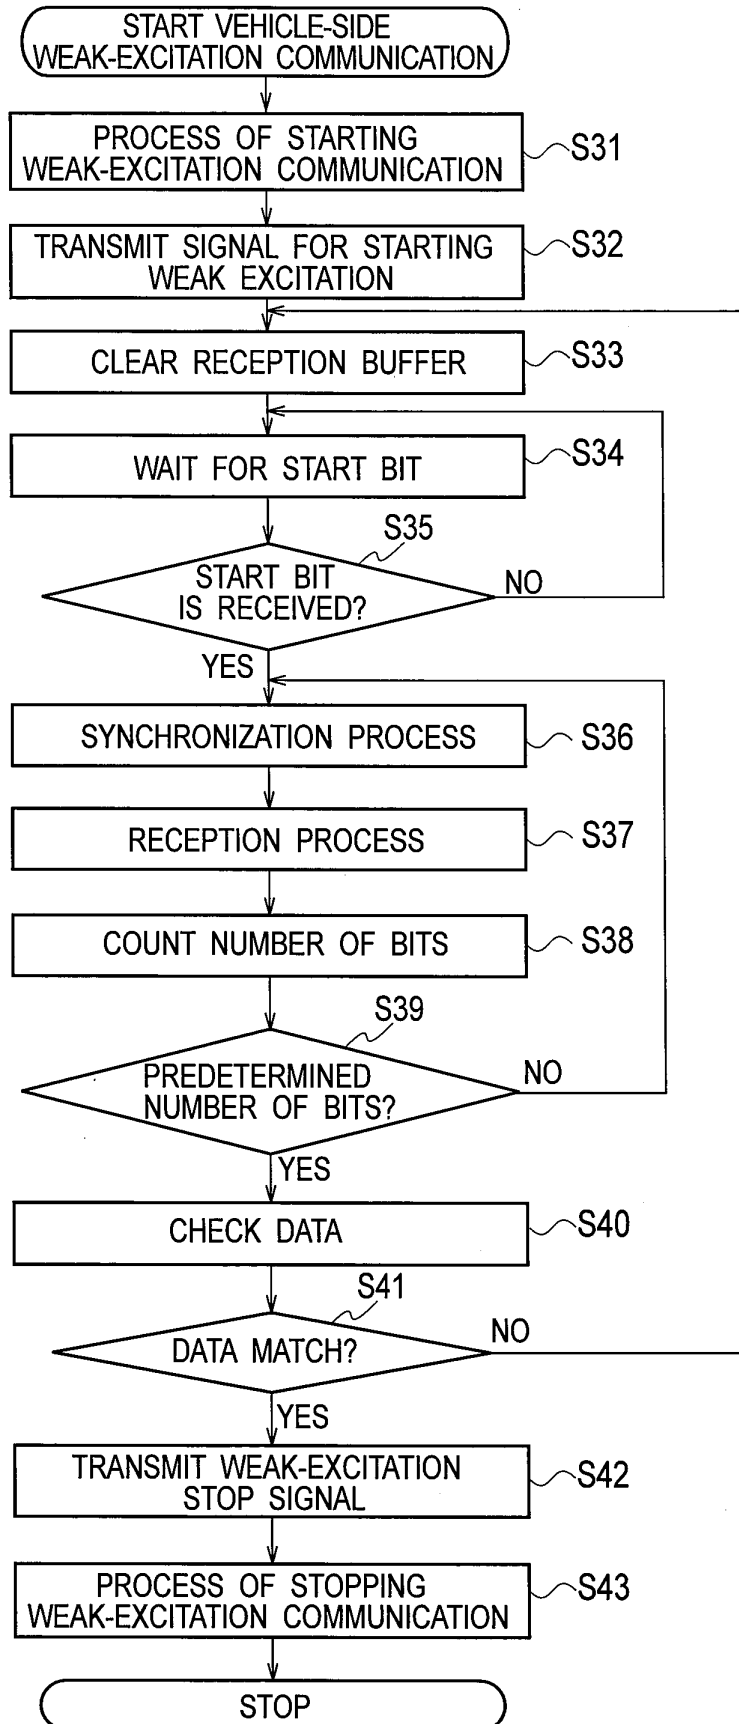 START VEHICLE-SIDE
WEAK-EXCITATION COMMUNICATION
PROCESS OF STARTING
WEAK-EXCITATION COMMUNICATION
S31
TRANSMIT SIGNAL FOR STARTING
WEAK EXCITATION
S32
CLEAR RECEPTION BUFFER
S33
WAIT FOR START BIT
S34
S35
START BIT
IS RECEIVED?
NO
YES
SYNCHRONIZATION PROCESS
S36
RECEPTION PROCESS
S37
COUNT NUMBER OF BITS
S38
S39
PREDETERMINED
NUMBER OF BITS?
NO
YES
CHECK DATA
S40
S41
DATA MATCH?
NO
YES
TRANSMIT WEAK-EXCITATION
STOP SIGNAL
S42
PROCESS OF STOPPING
WEAK-EXCITATION COMMUNICATION
S43
STOP